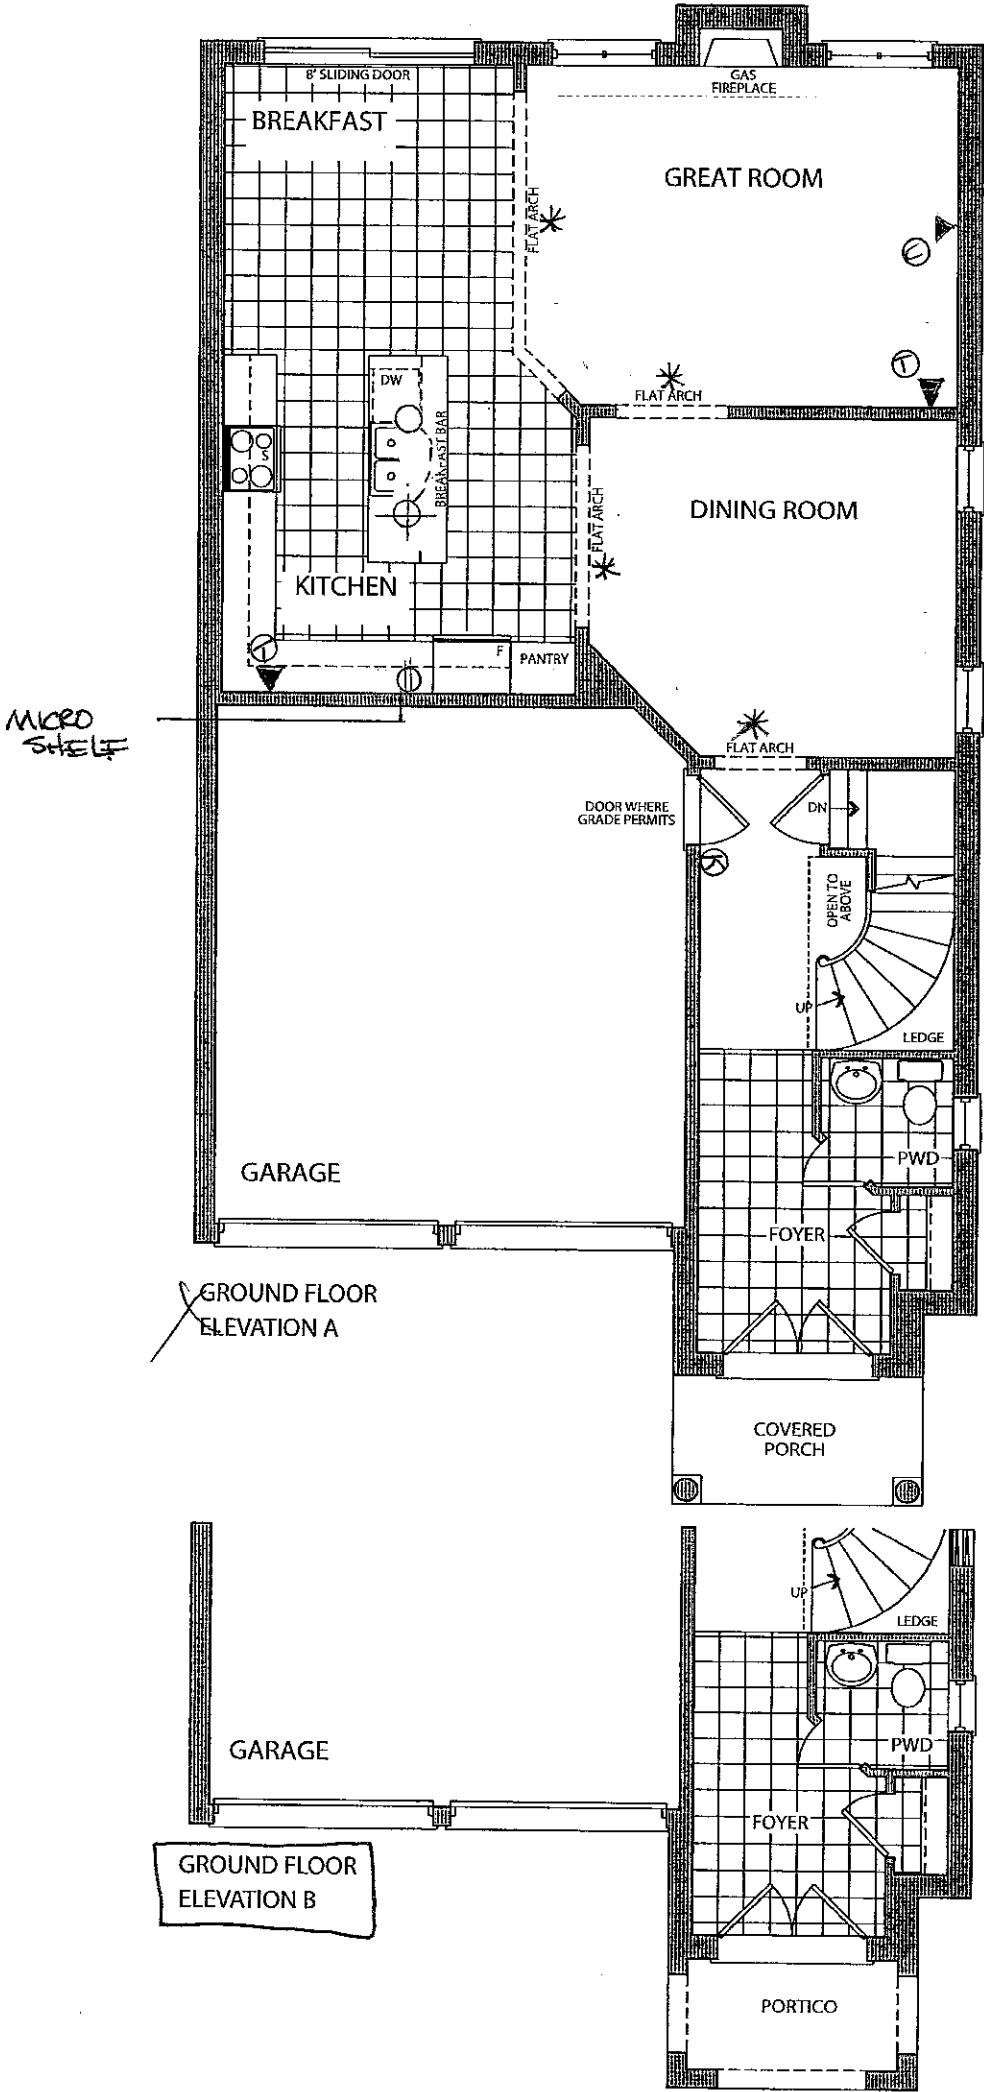 8' SLIDING DOOR
BREAKFAST
GAS
FIREPLACE
GREAT ROOM
FLAT ARCH
T
FLAT ARCH
DW
BREAKFAST BAR
S
DINING ROOM
FLAT ARCH
KITCHEN
T
F
PANTRY
MICRO
SHELF
FLAT ARCH
DOOR WHERE
GRADE PERMITS
DN
K
OPEN TO
ABOVE
UP
LEDGE
PWD
GARAGE
FOYER
GROUND FLOOR
ELEVATION A
COVERED
PORCH
UP
LEDGE
PWD
GARAGE
FOYER
GROUND FLOOR
ELEVATION B
PORTICO